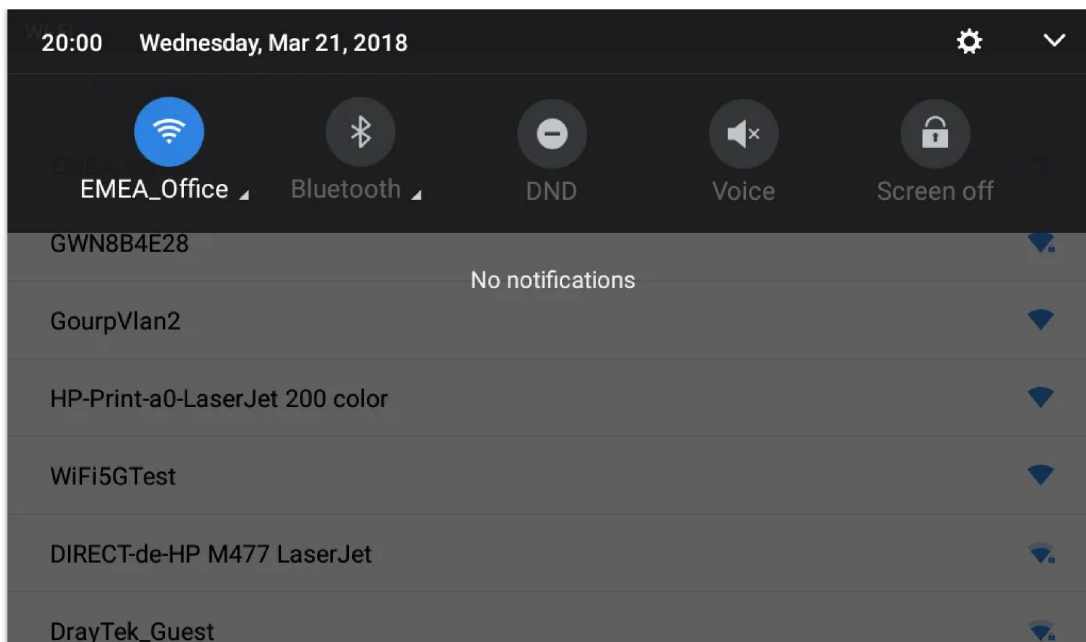 20:00 Wednesday, Mar 21, 2018
EMEA_Office Bluetooth DND Voice Screen off
GWN8B4E28
No notifications
GourpVlan2
HP-Print-a0-LaserJet 200 color
WiFi5GTest
DIRECT-de-HP M477 LaserJet
DrayTek_Guest